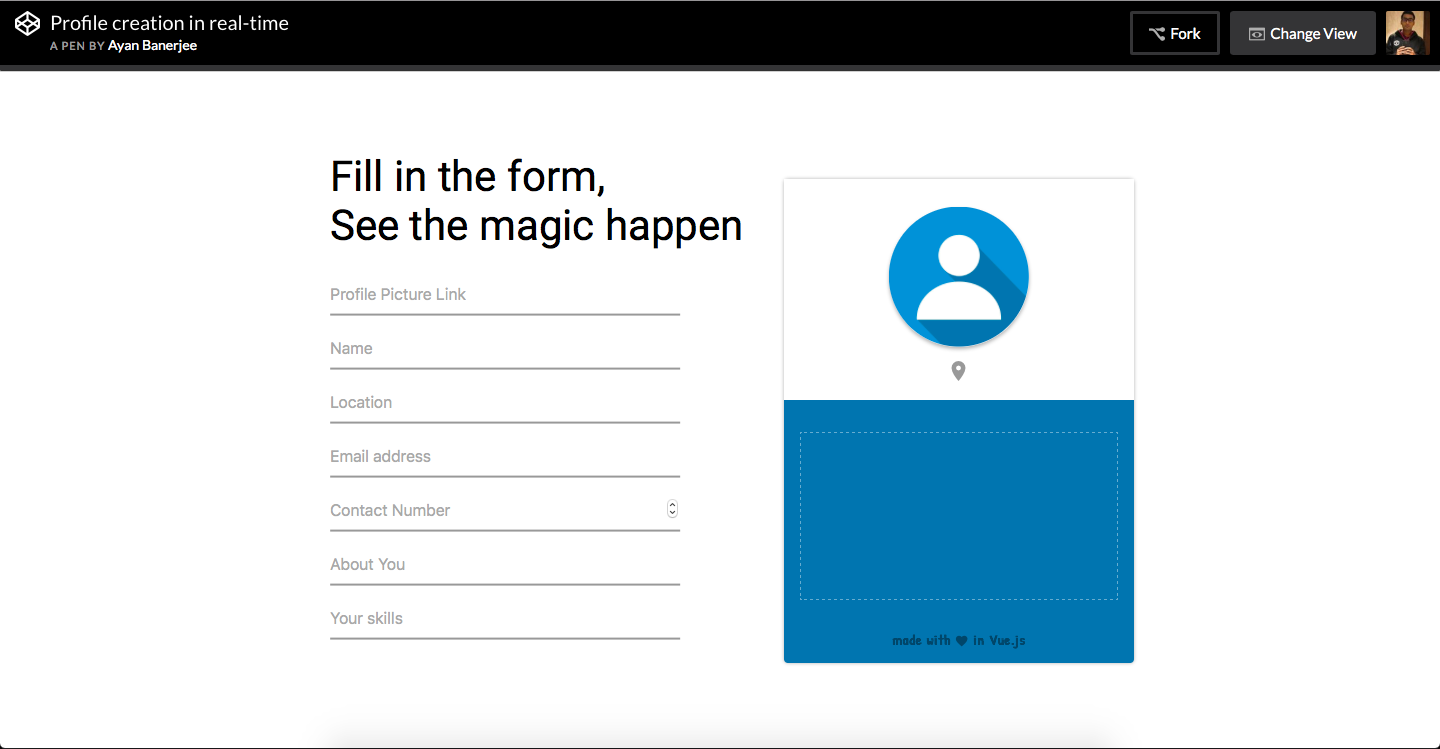 Profile creation in real-time
A PEN BY Ayan Banerjee
Fork
Change View
Fill in the form,
See the magic happen
Profile Picture Link
Name
Location
Email address
Contact Number
About You
Your skills
made with ♥ in Vue.js